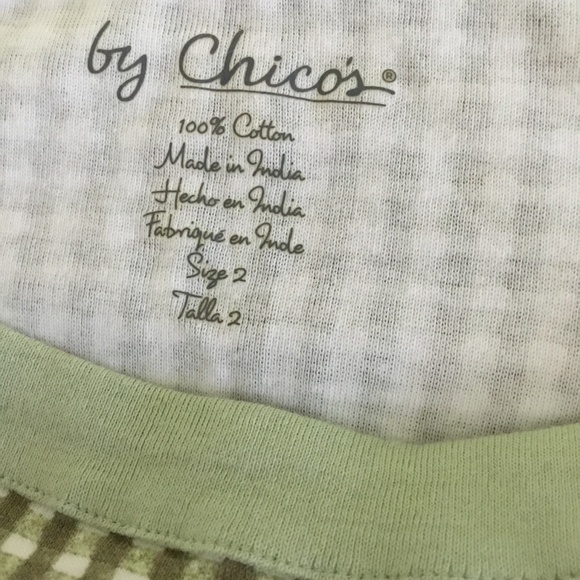 by Chico's®
100% Cotton
Made in India
Hecho en India
Fabriqué en Inde
Size 2
Talla 2